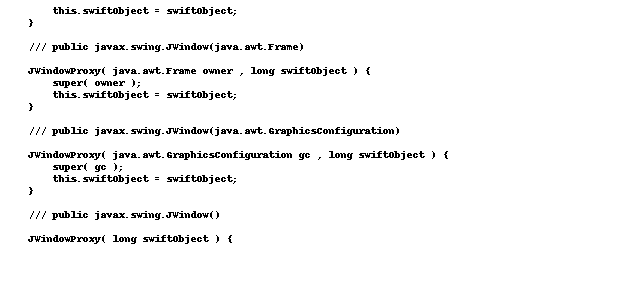 this.swiftObject = swiftObject;
}
/// public javax.swing.JWindow(java.awt.Frame)
JWindowProxy( java.awt.Frame owner , long swiftObject ) {
super( owner );
this.swiftObject = swiftObject;
}
/// public javax.swing.JWindow(java.awt.GraphicsConfiguration)
JWindowProxy( java.awt.GraphicsConfiguration gc , long swiftObject ) {
super( gc );
this.swiftObject = swiftObject;
}
/// public javax.swing.JWindow()
JWindowProxy( long swiftObject ) {